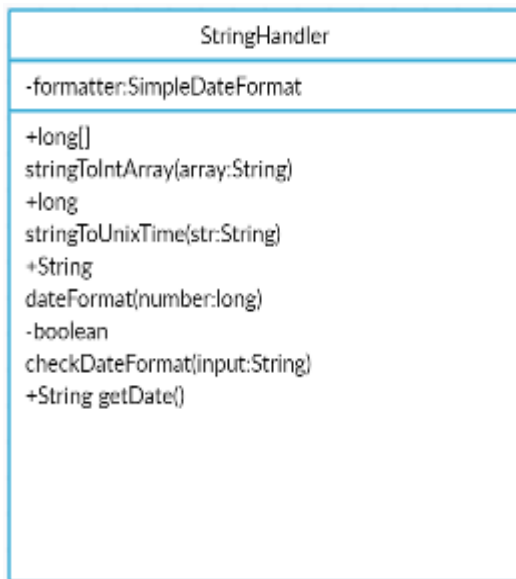 StringHandler
-formatter:SimpleDateFormat
+long[]
stringToIntArray(array:String)
+long
stringToUnixTime(str:String)
+String
dateFormat(number:long)
-boolean
checkDateFormat(input:String)
+String getDate()